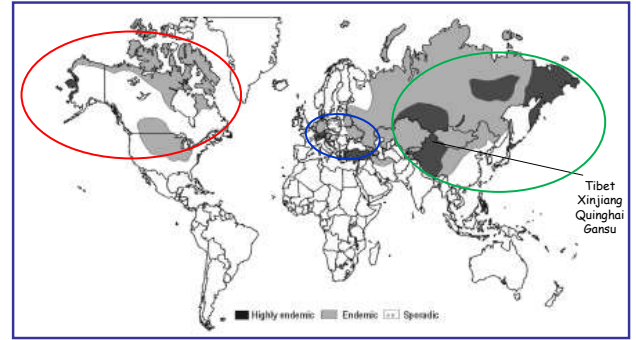 Tibet
Xinjiang
Quinghai
Gansu
Highly endemic Endemic Sporadic